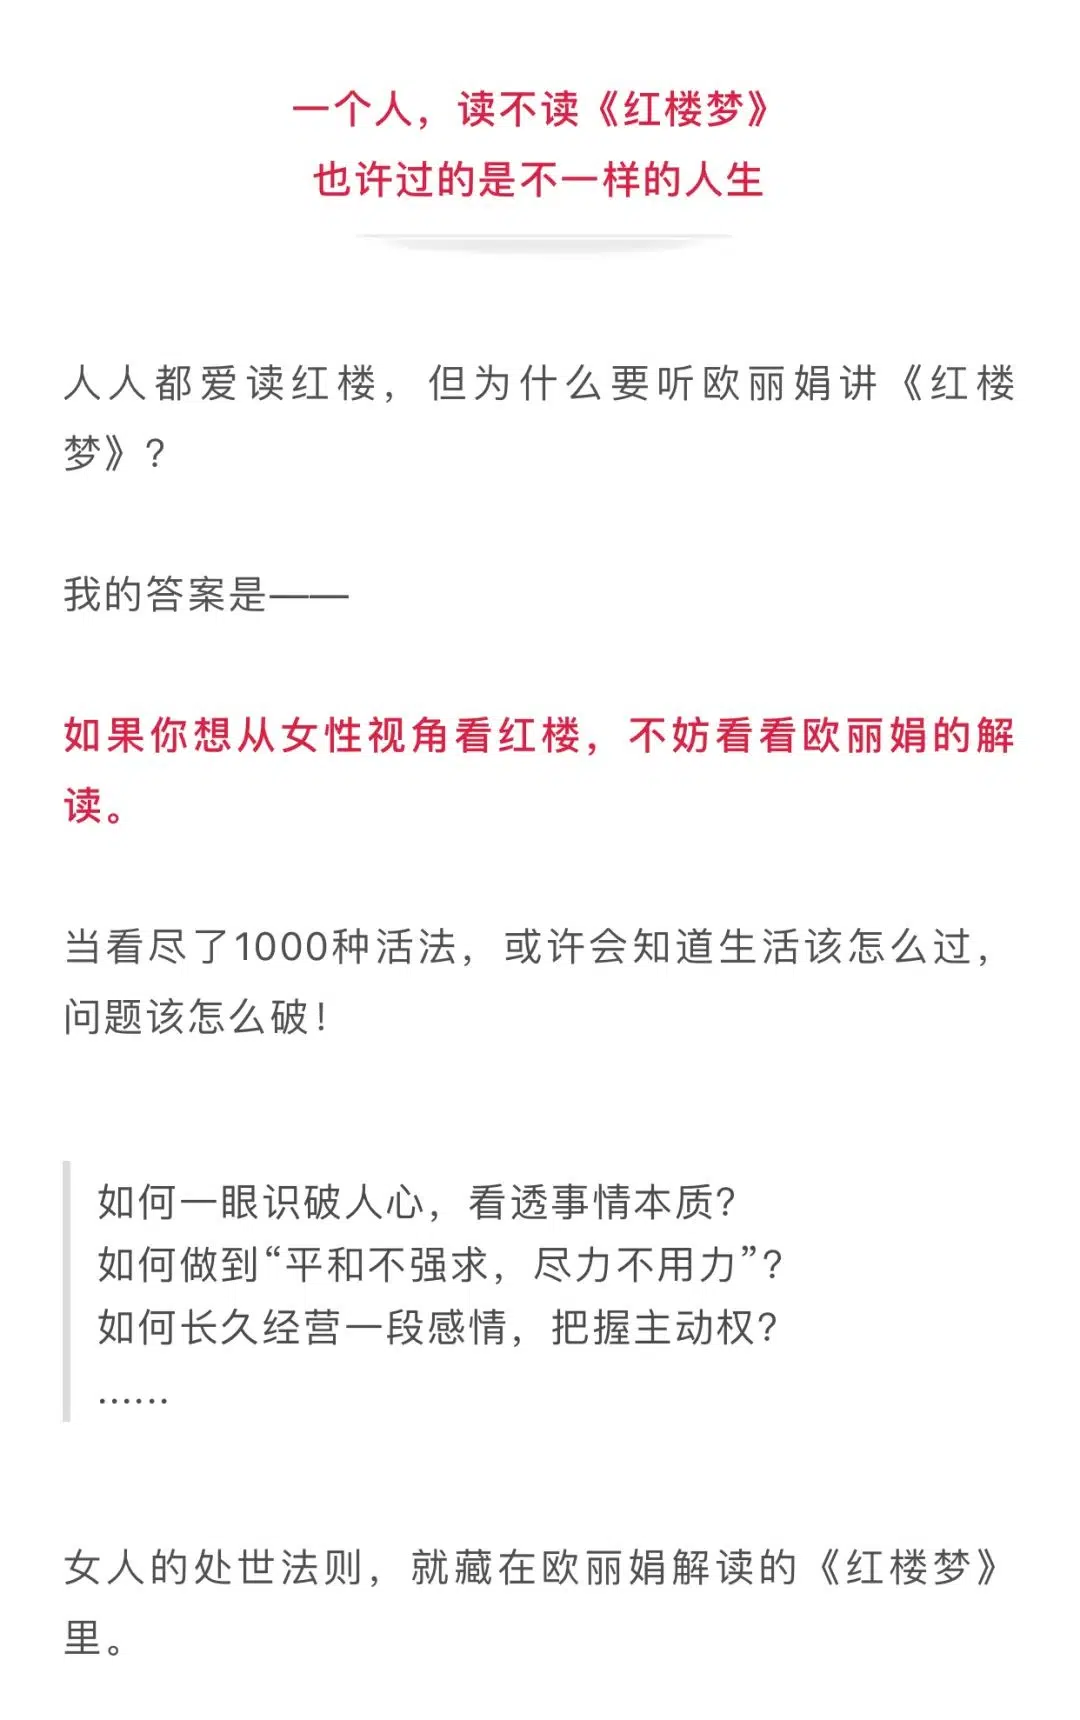 一个人，读不读《红楼梦》
也许过的是不一样的人生
人人都爱读红楼，但为什么要听欧丽娟讲《红楼
梦》?
我的答案是——
如果你想从女性视角看红楼，不妨看看欧丽娟的解
读。
当看尽了1000种活法，或许会知道生活该怎么过，
问题该怎么破！
如何一眼识破人心，看透事情本质?
如何做到“平和不强求，尽力不用力”?
如何长久经营一段感情，把握主动权?
……
女人的处世法则，就藏在欧丽娟解读的《红楼梦》
里。